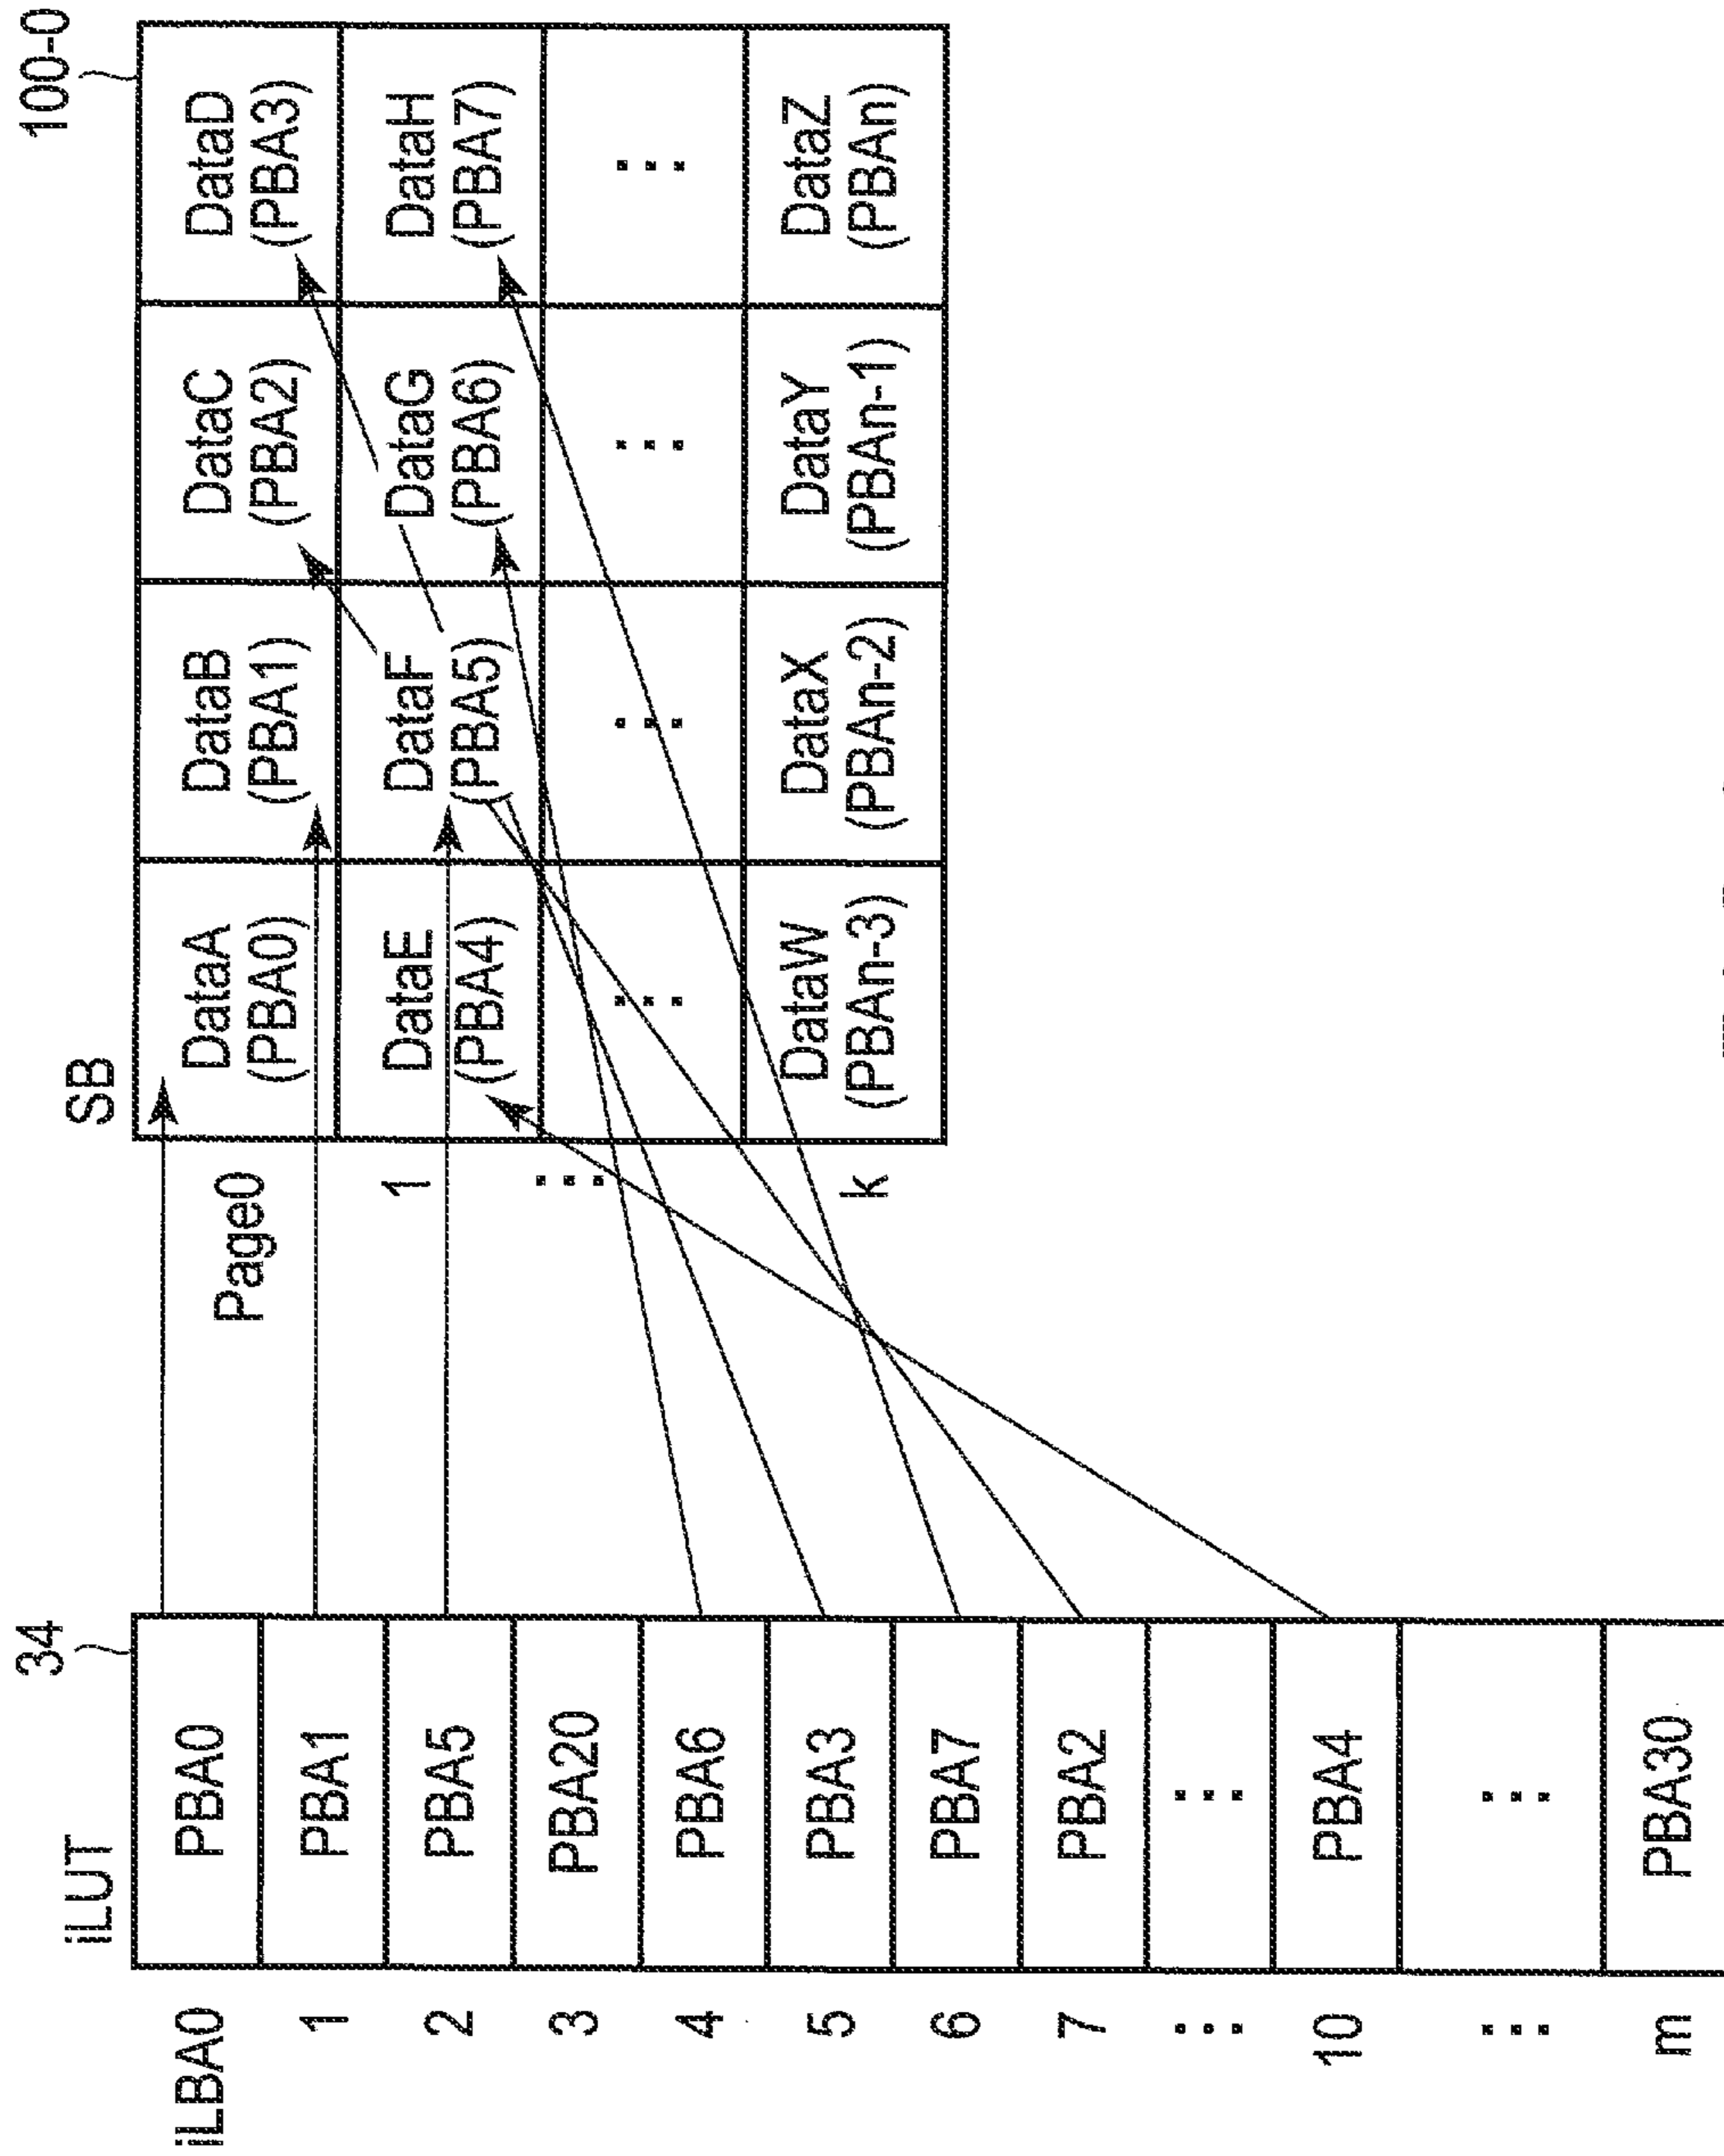 iLUT
34
iLBA0
PBA0
1
PBA1
2
PBA5
3
PBA20
4
PBA6
5
PBA3
6
PBA7
7
PBA2
⋮
⋮
10
PBA4
⋮
⋮
m
PBA30
SB
100-0
Page0
DataA
(PBA0)
DataB
(PBA1)
DataC
(PBA2)
DataD
(PBA3)
1
DataE
(PBA4)
DataF
(PBA5)
DataG
(PBA6)
DataH
(PBA7)
⋮
⋮
⋮
⋮
⋮
k
DataW
(PBAn-3)
DataX
(PBAn-2)
DataY
(PBAn-1)
DataZ
(PBAn)